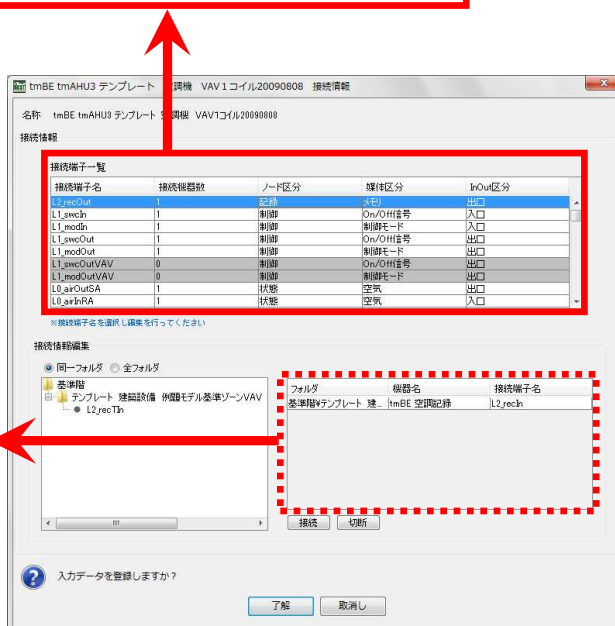 tmBE tmAHU3 テンプレート 調機 VAV1コイル20090808 接続情報
名称 tmBE tmAHU3 テンプレート 調機 VAV1コイル20090808
接続情報
接続端子一覧
接続端子名 接続機器数 ノード区分 媒体区分 InOut区分
L2_recOut 1 記録 メモリ 出口
L1_swcIn 1 制御 On/Off信号 入口
L1_modIn 1 制御 制御モード 入口
L1_swcOut 1 制御 On/Off信号 出口
L1_modOut 1 制御 制御モード 出口
L1_swcOutVAV 0 制御 On/Off信号 出口
L1_modOutVAV 0 制御 制御モード 出口
L0_airOutSA 1 状態 空気 出口
L0_airInRA 1 状態 空気 入口
※接続端子名を選択し編集を行ってください
接続情報編集
同一フォルダ 全フォルダ
基準階
テンプレート 建築設備 例題モデル基準ゾーンVAV
L2_recTIn
フォルダ 機器名 接続端子名
基準階¥テンプレート 建... tmBE 空調記録 L2_recIn
接続 切断
入力データを登録しますか？
了解 取消し